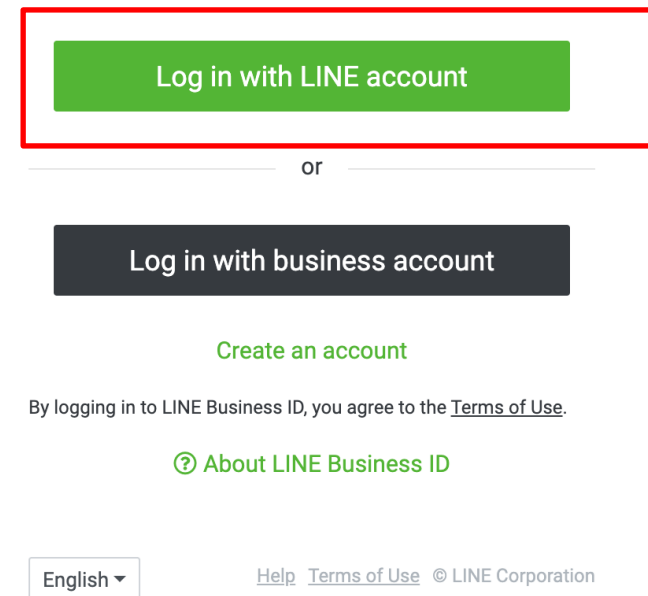 Log in with LINE account
or
Log in with business account
Create an account
By logging in to LINE Business ID, you agree to the Terms of Use.
? About LINE Business ID
English
Help Terms of Use © LINE Corporation